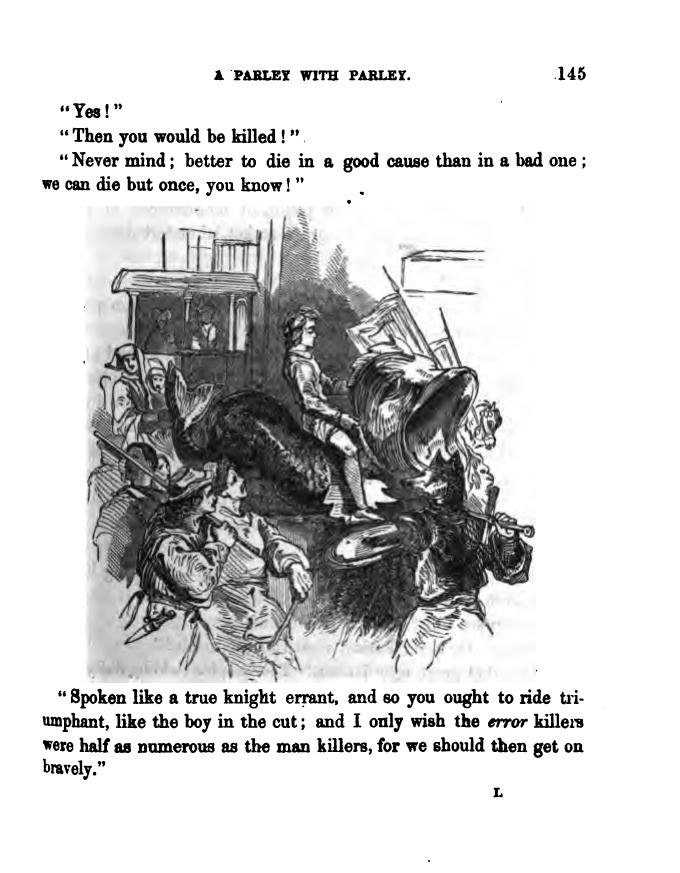 A PARLEY WITH PARLEY. 145
“Yes!”
“Then you would be killed!”
“Never mind; better to die in a good cause than in a bad one;
we can die but once, you know!”
“Spoken like a true knight errant, and so you ought to ride tri-
umphant, like the boy in the cut; and I only wish the error killers
were half as numerous as the man killers, for we should then get on
bravely.”
L